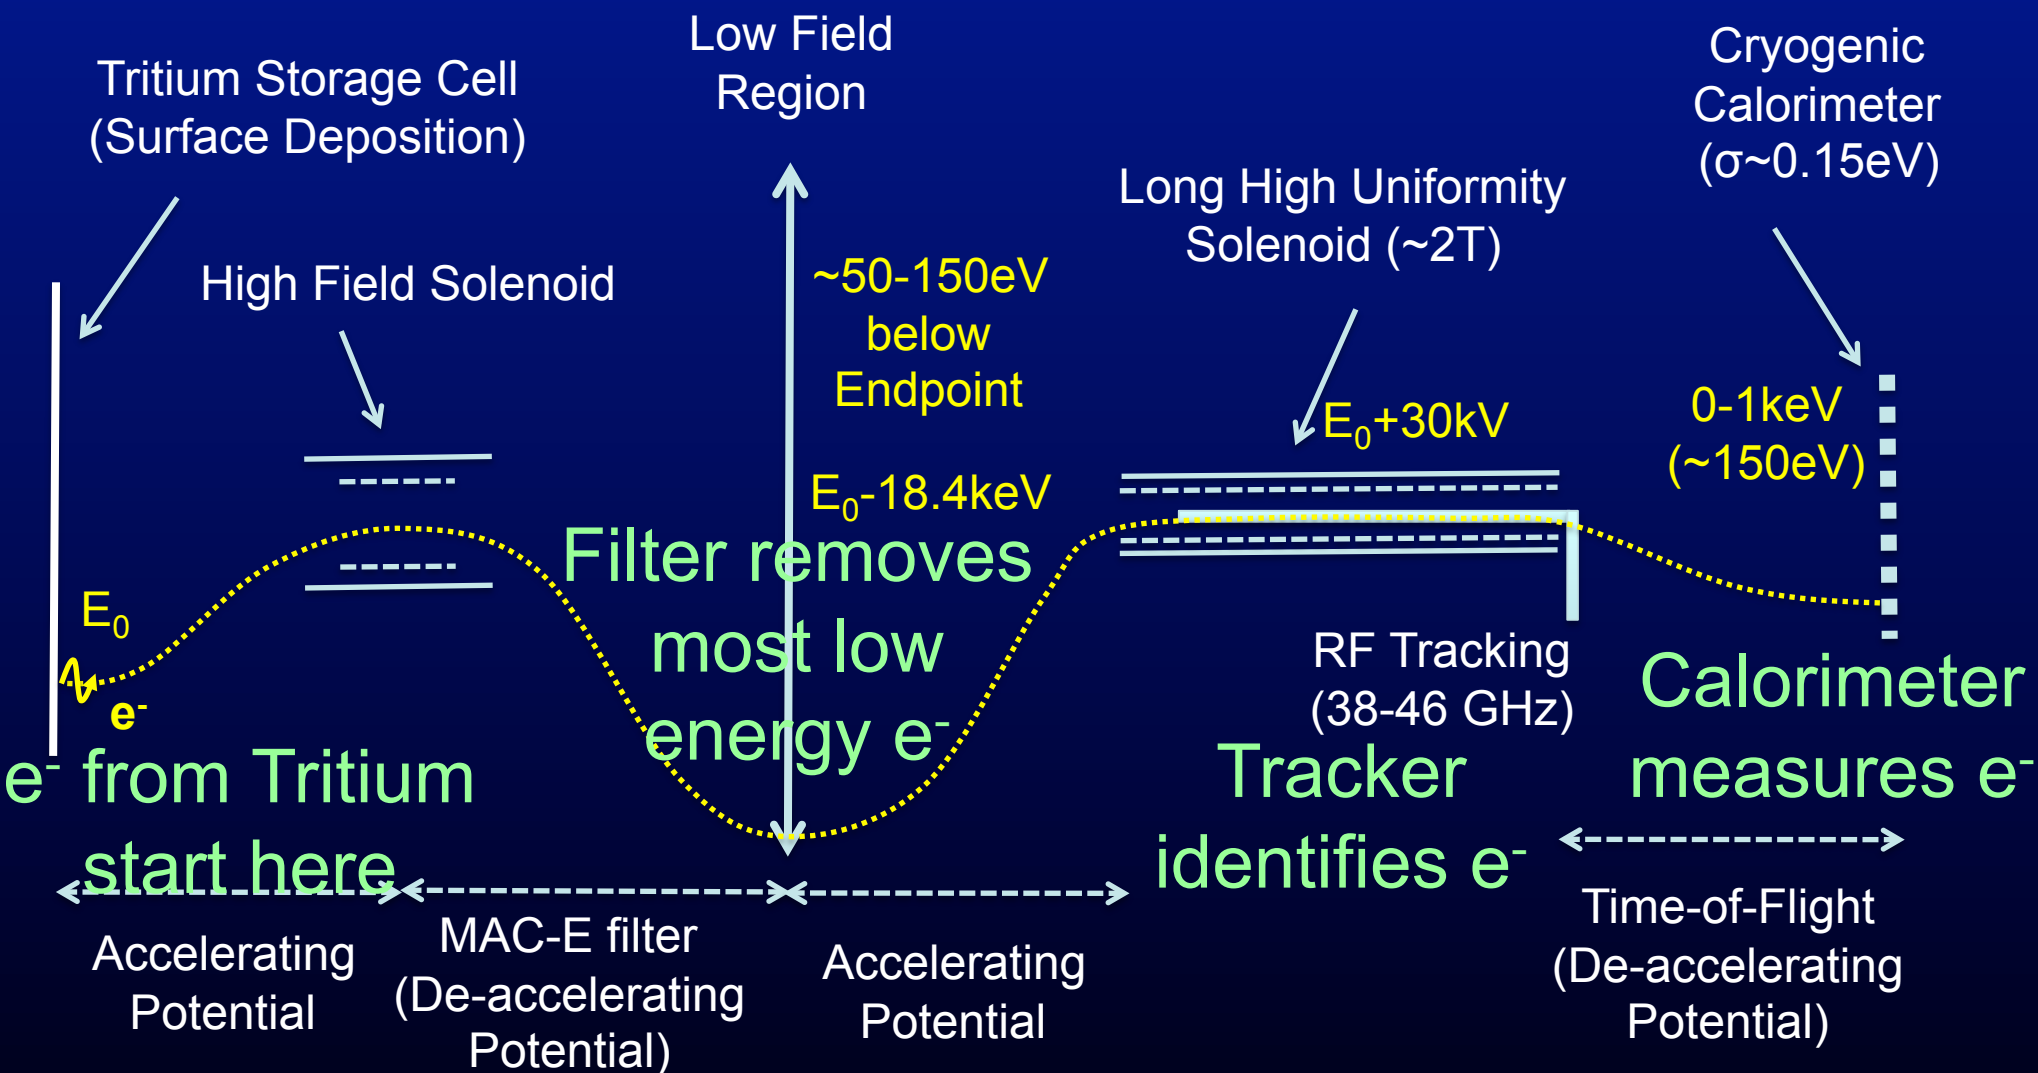 Tritium Storage Cell
(Surface Deposition)
Low Field
Region
Cryogenic
Calorimeter
(σ~0.15eV)
High Field Solenoid
Long High Uniformity
Solenoid (~2T)
~50-150eV
below
Endpoint
E₀-18.4keV
E₀+30kV
0-1keV
(~150eV)
E₀
e⁻
Filter removes
most low
energy e⁻
RF Tracking
(38-46 GHz)
e⁻ from Tritium
start here
Tracker
identifies e⁻
Calorimeter
measures e⁻
Accelerating
Potential
MAC-E filter
(De-accelerating
Potential)
Accelerating
Potential
Time-of-Flight
(De-accelerating
Potential)